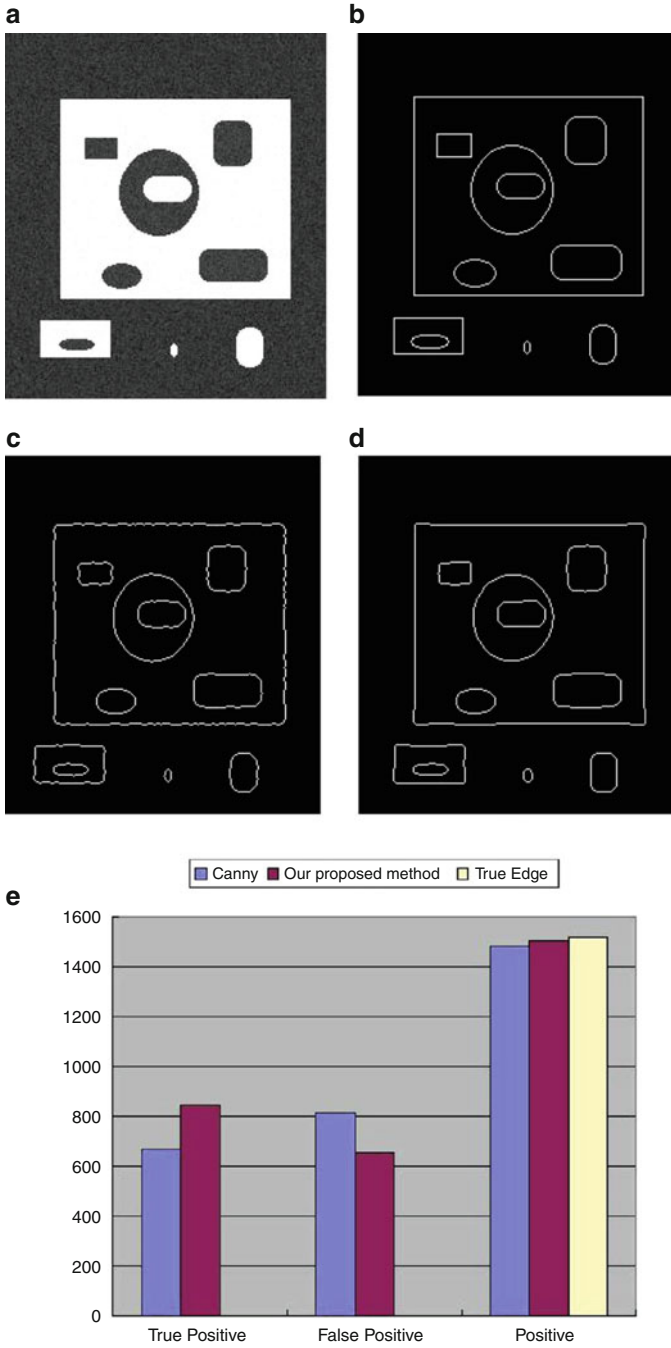 a
b
c
d
Canny Our proposed method True Edge
e
1600
1400
1200
1000
800
600
400
200
0
True Positive False Positive Positive